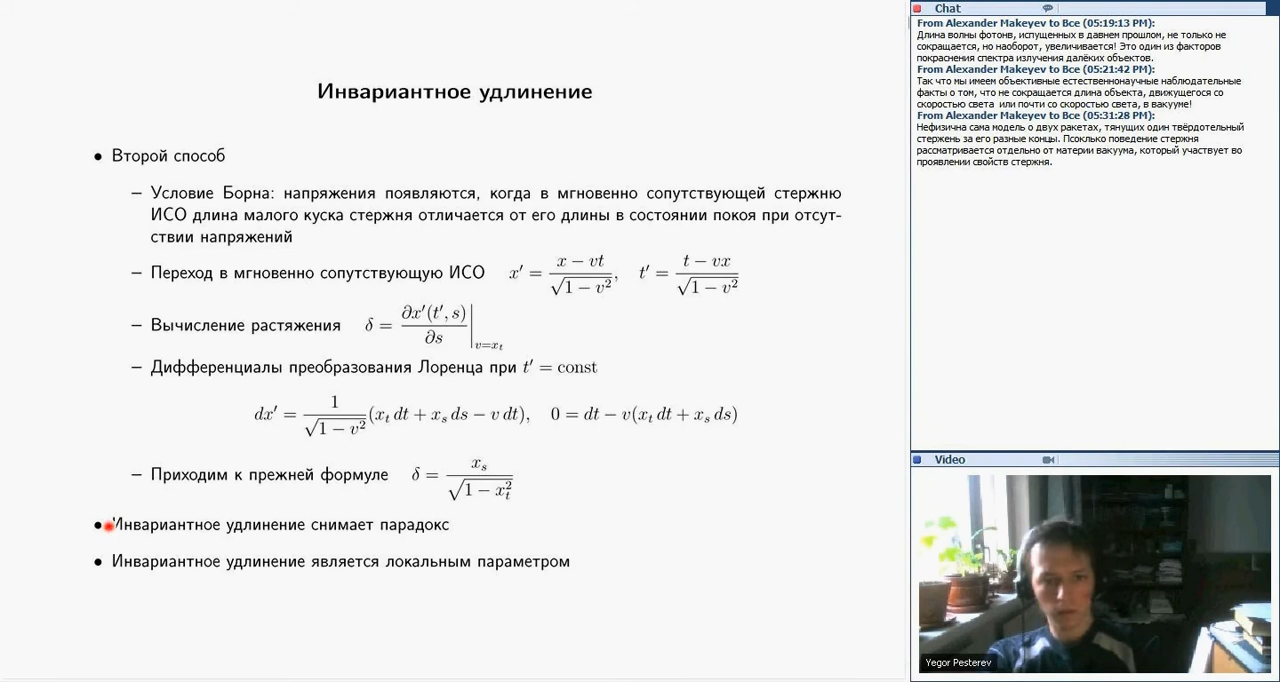 Инвариантное удлинение
• Второй способ
– Условие Борна: напряжения появляются, когда в мгновенно сопутствующей стержню
ИСО длина малого куска стержня отличается от его длины в состоянии покоя при отсут-
ствии напряжений
– Переход в мгновенно сопутствующую ИСО x′ = (x − vt)/√(1 − v²), t′ = (t − vx)/√(1 − v²)
– Вычисление растяжения δ = ∂x′(t′, s)/∂s |v=x_t
– Дифференциалы преобразования Лоренца при t′ = const
dx′ = 1/√(1 − v²) (x_t dt + x_s ds − v dt), 0 = dt − v(x_t dt + x_s ds)
– Приходим к прежней формуле δ = x_s/√(1 − x_t²)
• Инвариантное удлинение снимает парадокс
• Инвариантное удлинение является локальным параметром
Chat
From Alexander Makeyev to Все (05:19:13 PM):
Длина волны фотонв, испущенных в давнем прошлом, не только не
сокращается, но наоборот, увеличивается! Это один из факторов
покраснения спектра излучения далёких объектов.
From Alexander Makeyev to Все (05:21:42 PM):
Так что мы имеем объективные естественнонаучные наблюдательные
факты о том, что не сокращается длина объекта, движущегося со
скоростью света или почти со скоростью света, в вакууме!
From Alexander Makeyev to Все (05:31:28 PM):
Нефизична сама модель о двух ракетах, тянущих один твёрдотельный
стержень за его разные концы. Псоклько поведение стержня
рассматривается отдельно от материи вакуума, который участвует во
проявлении свойств стержня.
Video
Yegor Pesterev